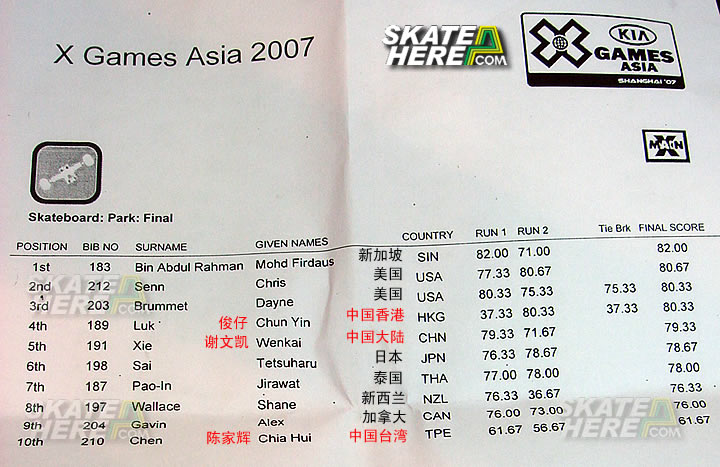 X Games Asia 2007
SKATE HERE.COM
KIA
X GAMES
ASIA
SHANGHAI '07
MAIN
Skateboard: Park: Final
POSITION BIB NO SURNAME GIVEN NAMES COUNTRY RUN 1 RUN 2 Tie Brk FINAL SCORE
1st 183 Bin Abdul Rahman Mohd Firdaus 新加坡 SIN 82.00 71.00 82.00
2nd 212 Senn Chris 美国 USA 77.33 80.67 80.67
3rd 203 Brummet Dayne 美国 USA 80.33 75.33 75.33 80.33
4th 189 Luk 俊仔 Chun Yin 中国香港 HKG 37.33 80.33 37.33 80.33
5th 191 Xie 谢文凯 Wenkai 中国大陆 CHN 79.33 71.67 79.33
6th 198 Sai Tetsuharu 日本 JPN 76.33 78.67 78.67
7th 187 Pao-In Jirawat 泰国 THA 77.00 78.00 78.00
8th 197 Wallace Shane 新西兰 NZL 76.33 36.67 76.33
9th 204 Gavin Alex 加拿大 CAN 76.00 73.00 76.00
10th 210 Chen 陈家辉 Chia Hui 中国台湾 TPE 61.67 56.67 61.67
SKATE HERE.COM
SKATE HERE.COM
SKATE HERE.COM